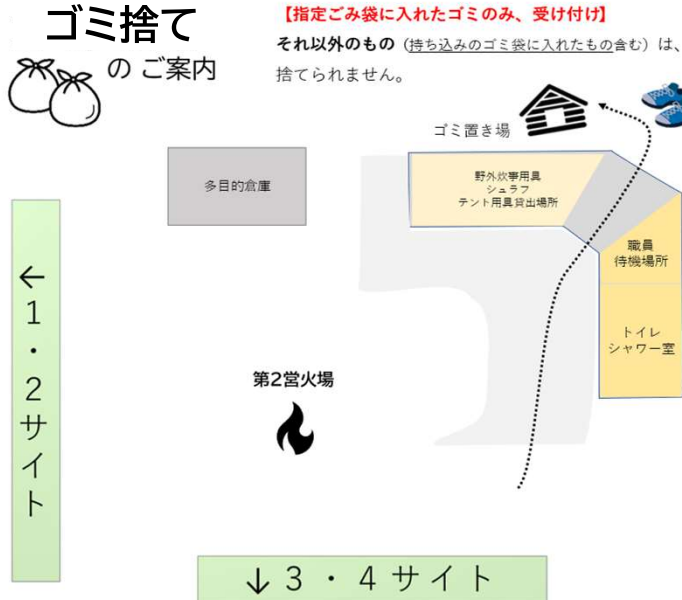 ゴミ捨て
の ご案内
【指定ごみ袋に入れたゴミのみ、受け付け】
それ以外のもの（持ち込みのゴミ袋に入れたもの含む）は、
捨てられません。
ゴミ置き場
多目的倉庫
野外炊事用具
シュラフ
テント用具貸出場所
職員
待機場所
トイレ
シャワー室
←1・2サイト
第2営火場
↓3・4サイト